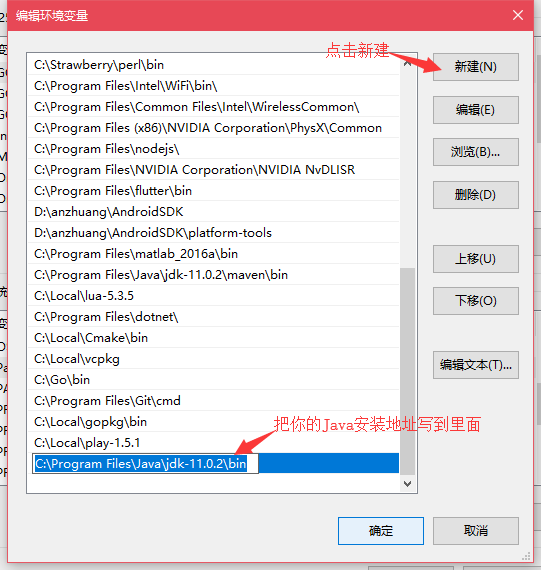 编辑环境变量
点击新建
C:\Strawberry\perl\bin
C:\Program Files\Intel\WiFi\bin\
C:\Program Files\Common Files\Intel\WirelessCommon\
C:\Program Files (x86)\NVIDIA Corporation\PhysX\Common
C:\Program Files\nodejs\
C:\Program Files\NVIDIA Corporation\NVIDIA NvDLISR
C:\Program Files\flutter\bin
D:\anzhuang\AndroidSDK
D:\anzhuang\AndroidSDK\platform-tools
C:\Program Files\matlab_2016a\bin
C:\Program Files\Java\jdk-11.0.2\maven\bin
C:\Local\lua-5.3.5
C:\Program Files\dotnet\
C:\Local\Cmake\bin
C:\Local\vcpkg
C:\Go\bin
C:\Program Files\Git\cmd
C:\Local\gopkg\bin
C:\Local\play-1.5.1
把你的Java安装地址写到里面
C:\Program Files\Java\jdk-11.0.2\bin
新建(N)
编辑(E)
浏览(B)...
删除(D)
上移(U)
下移(O)
编辑文本(T)...
确定
取消